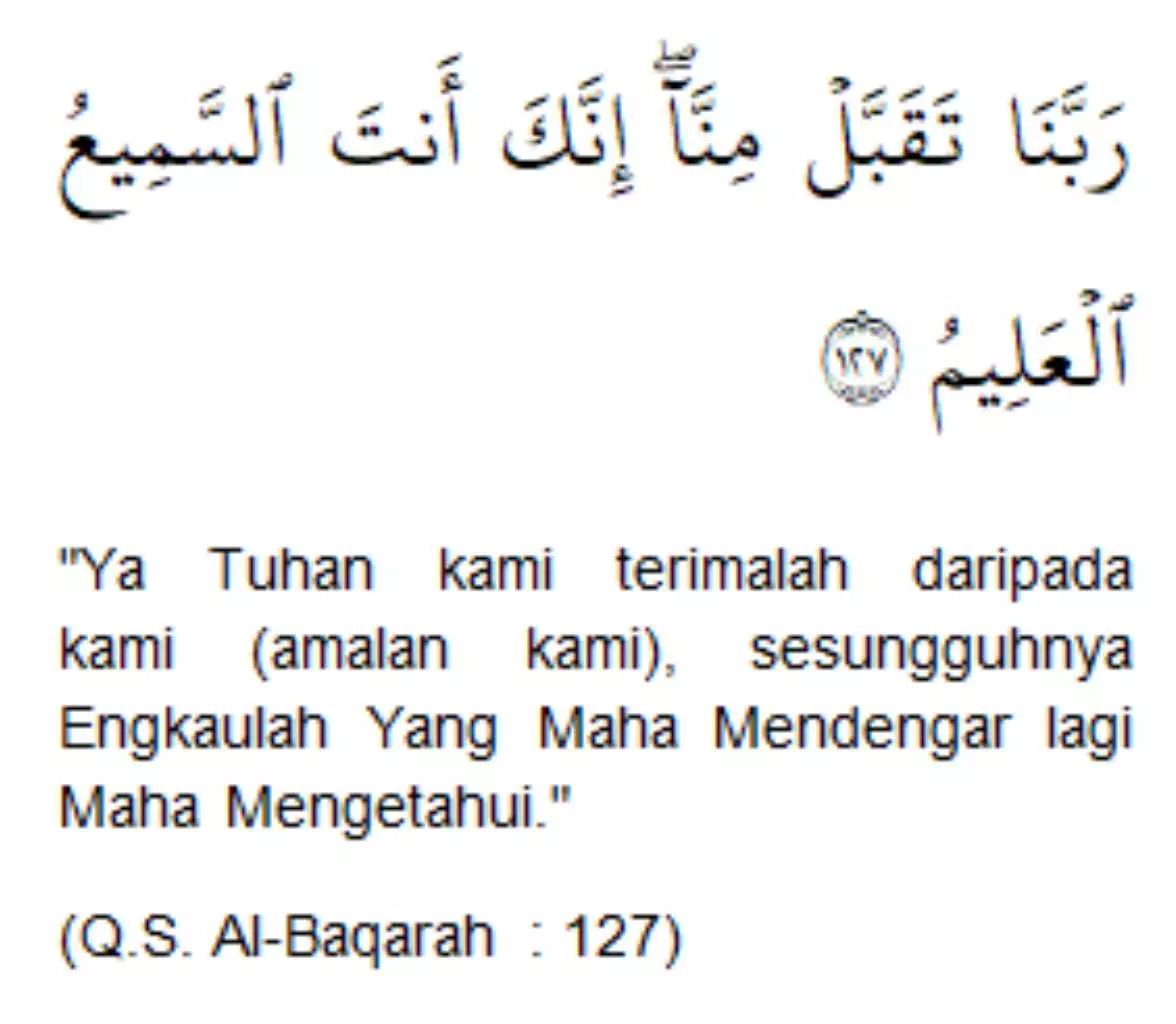 رَبَّنَا تَقَبَّلْ مِنَّآ ۖ إِنَّكَ أَنتَ ٱلسَّمِيعُ
ٱلْعَلِيمُ ١٢٧
"Ya Tuhan kami terimalah daripada
kami (amalan kami), sesungguhnya
Engkaulah Yang Maha Mendengar lagi
Maha Mengetahui."
(Q.S. Al-Baqarah : 127)